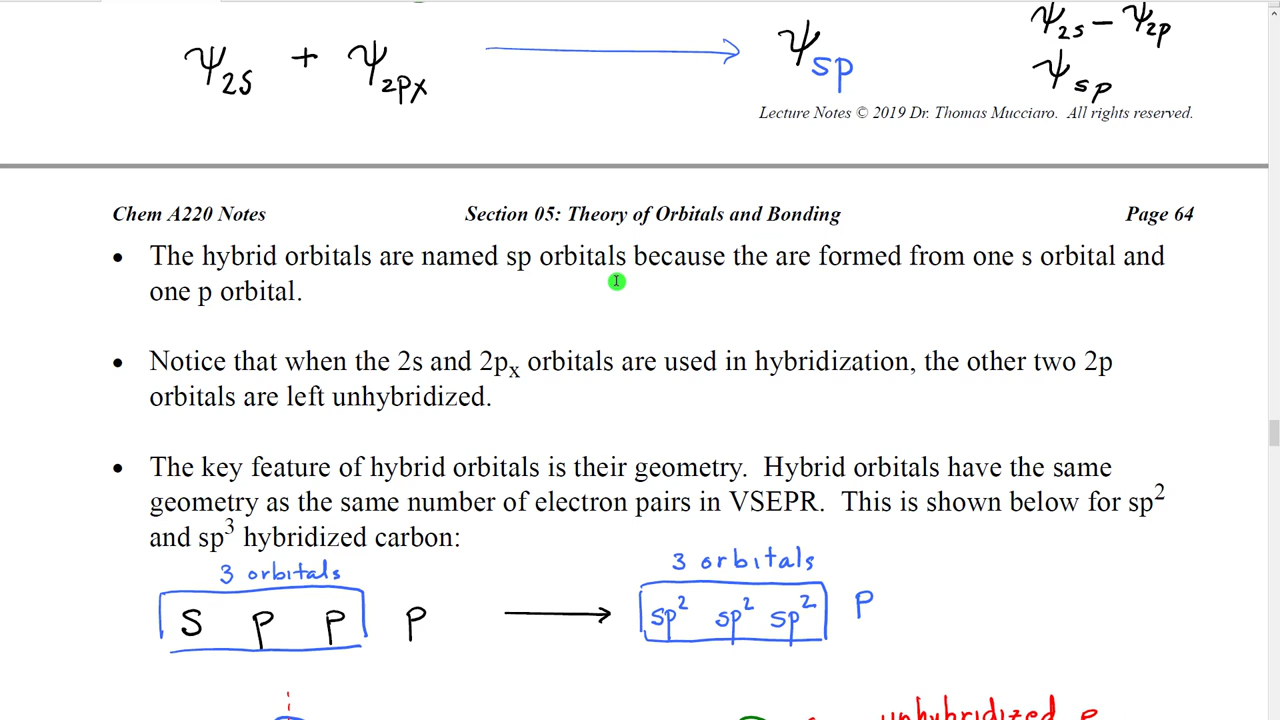 ψ2s + ψ2px ⟶ ψsp
ψ2s − ψ2p
ψsp
Lecture Notes © 2019 Dr. Thomas Mucciaro. All rights reserved.
Chem A220 Notes Section 05: Theory of Orbitals and Bonding Page 64
• The hybrid orbitals are named sp orbitals because the are formed from one s orbital and
one p orbital.
• Notice that when the 2s and 2pₓ orbitals are used in hybridization, the other two 2p
orbitals are left unhybridized.
• The key feature of hybrid orbitals is their geometry. Hybrid orbitals have the same
geometry as the same number of electron pairs in VSEPR. This is shown below for sp²
and sp³ hybridized carbon:
3 orbitals 3 orbitals
s p p p ⟶ sp² sp² sp² p
unhybridized p